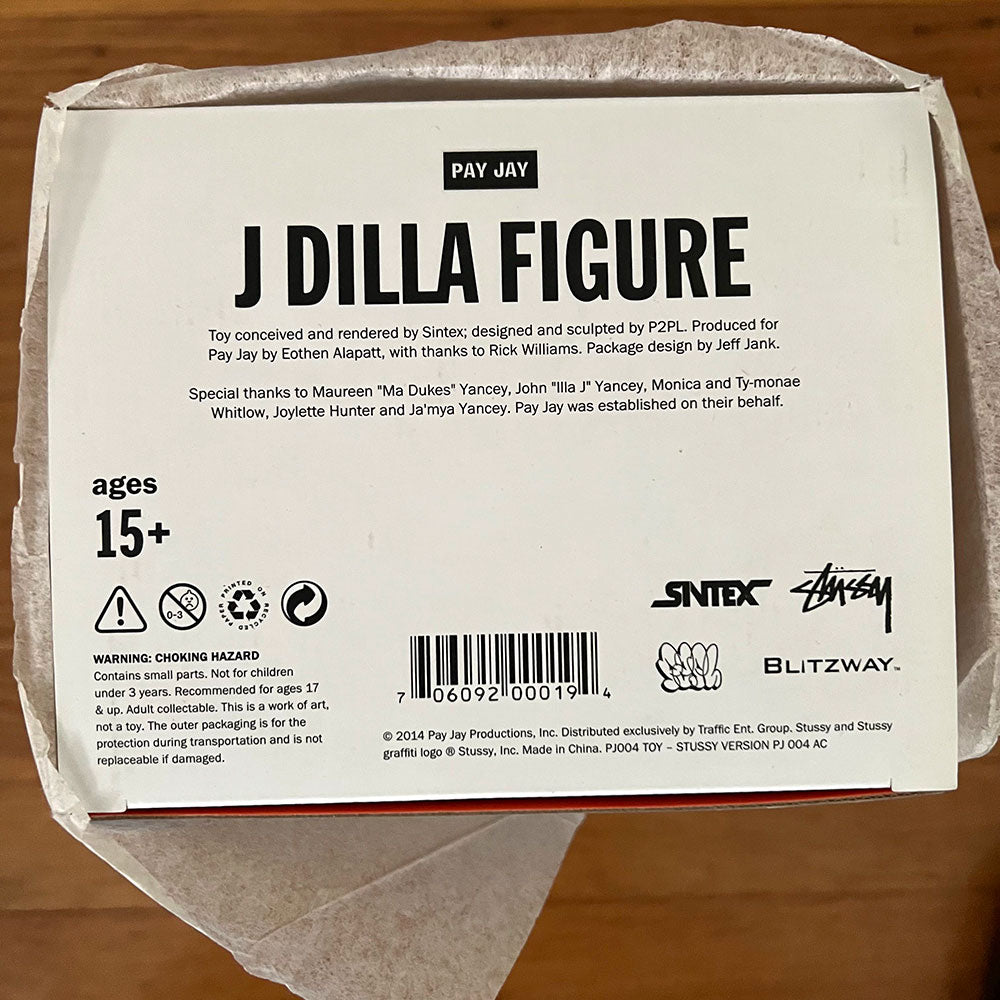 PAY JAY
J DILLA FIGURE
Toy conceived and rendered by Sintex; designed and sculpted by P2PL. Produced for
Pay Jay by Eothen Alapatt, with thanks to Rick Williams. Package design by Jeff Jank.
Special thanks to Maureen "Ma Dukes" Yancey, John "Illa J" Yancey, Monica and Ty-monae
Whitlow, Joylette Hunter and Ja'mya Yancey. Pay Jay was established on their behalf.
ages
15+
0-3
PRINTED ON RECYCLED PAPER
WARNING: CHOKING HAZARD
Contains small parts. Not for children
under 3 years. Recommended for ages 17
& up. Adult collectable. This is a work of art,
not a toy. The outer packaging is for the
protection during transportation and is not
replaceable if damaged.
7 06092 00019 4
SINTEX
STÜSSY
BLITZWAY™
© 2014 Pay Jay Productions, Inc. Distributed exclusively by Traffic Ent. Group. Stussy and Stussy
graffiti logo ® Stussy, Inc. Made in China. PJ004 TOY – STUSSY VERSION PJ 004 AC